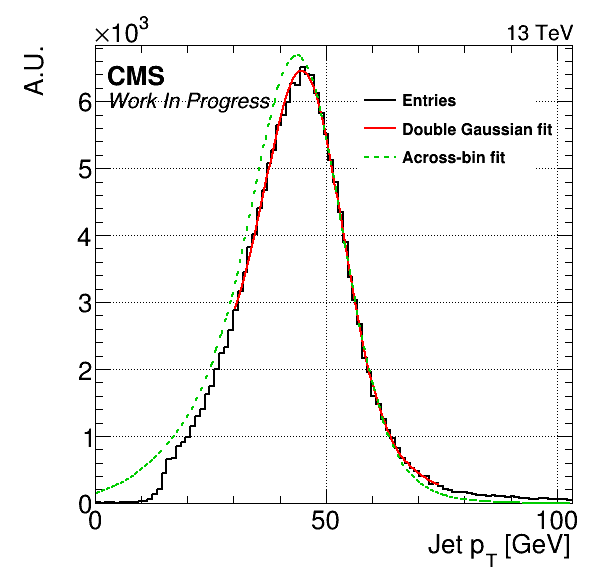 ×10³
13 TeV
A.U.
CMS
Work In Progress
Entries
Double Gaussian fit
Across-bin fit
6
5
4
3
2
1
0
0 50 100
Jet p_T [GeV]